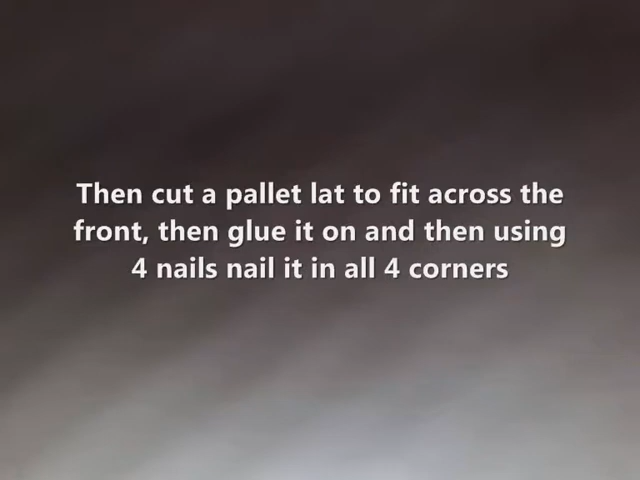 Then cut a pallet lat to fit across the
front, then glue it on and then using
4 nails nail it in all 4 corners